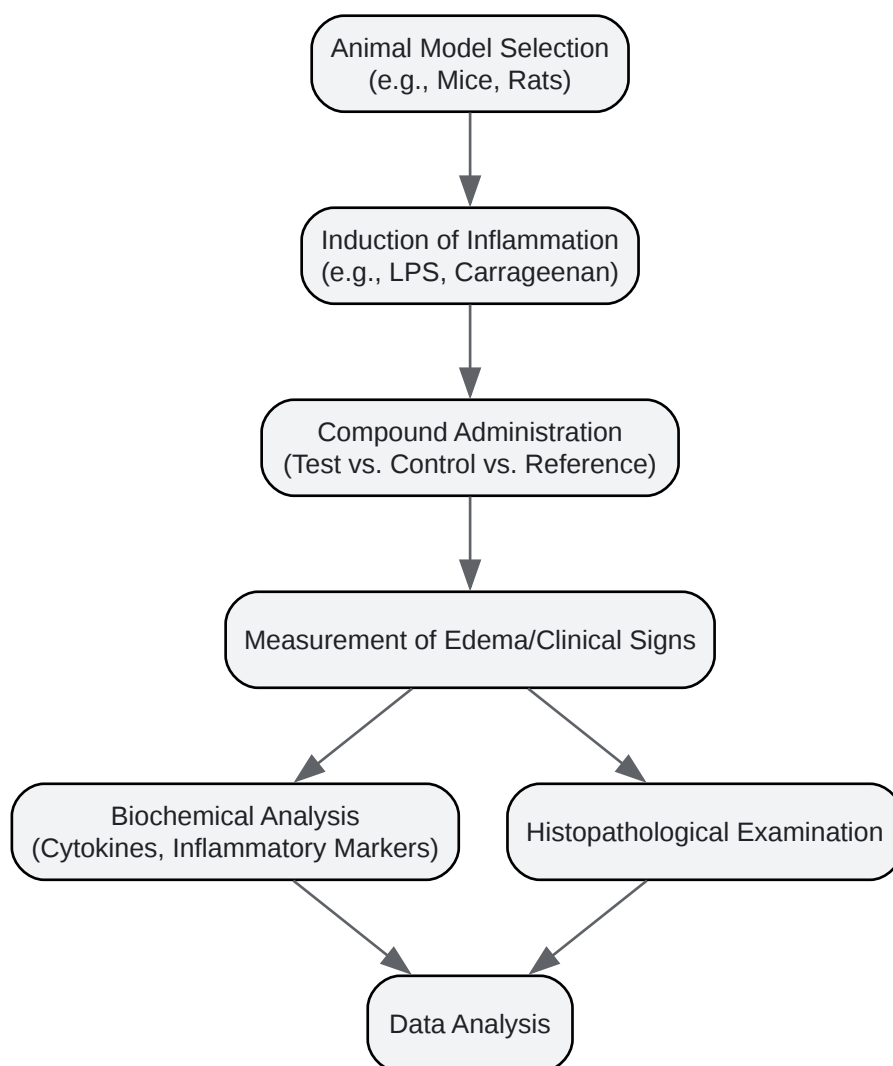 Animal Model Selection
(e.g., Mice, Rats)
Induction of Inflammation
(e.g., LPS, Carrageenan)
Compound Administration
(Test vs. Control vs. Reference)
Measurement of Edema/Clinical Signs
Biochemical Analysis
(Cytokines, Inflammatory Markers)
Histopathological Examination
Data Analysis